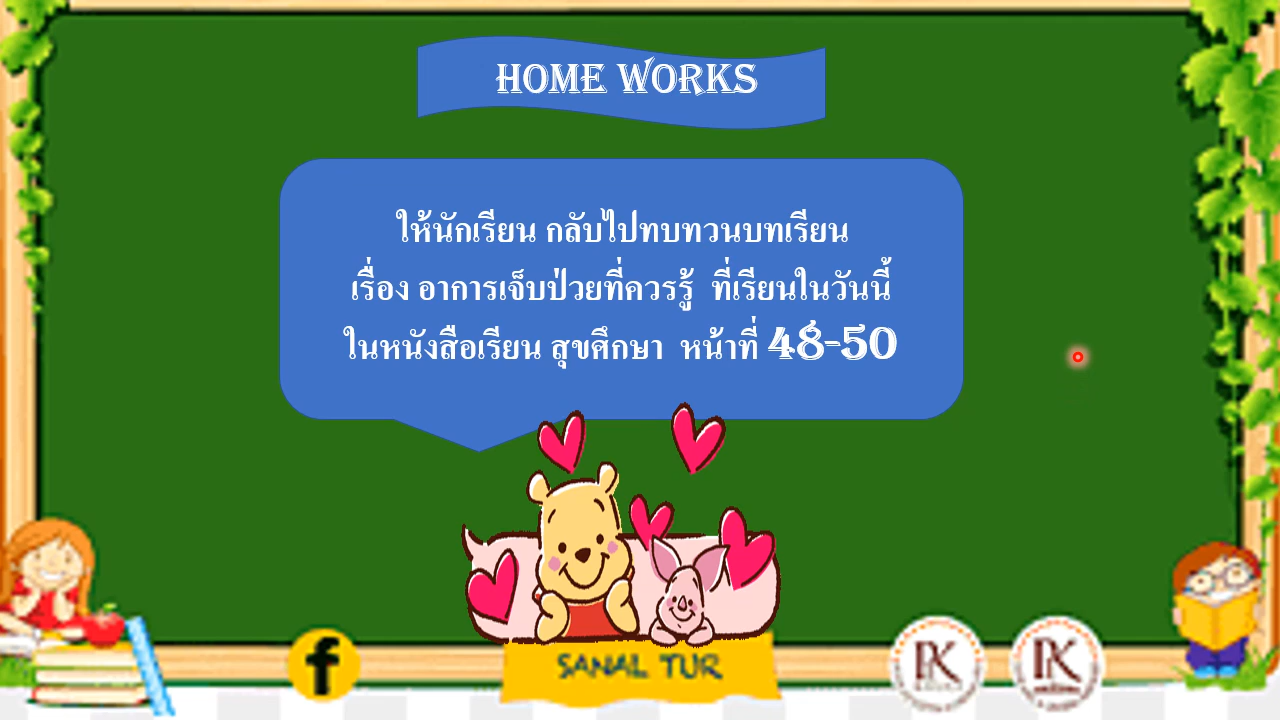 HOME WORKS
ให้นักเรียน กลับไปทบทวนบทเรียน
เรื่อง อาการเจ็บป่วยที่ควรรู้ ที่เรียนในวันนี้
ในหนังสือเรียน สุขศึกษา หน้าที่ 48-50
f
SANAL TUR
PK PK